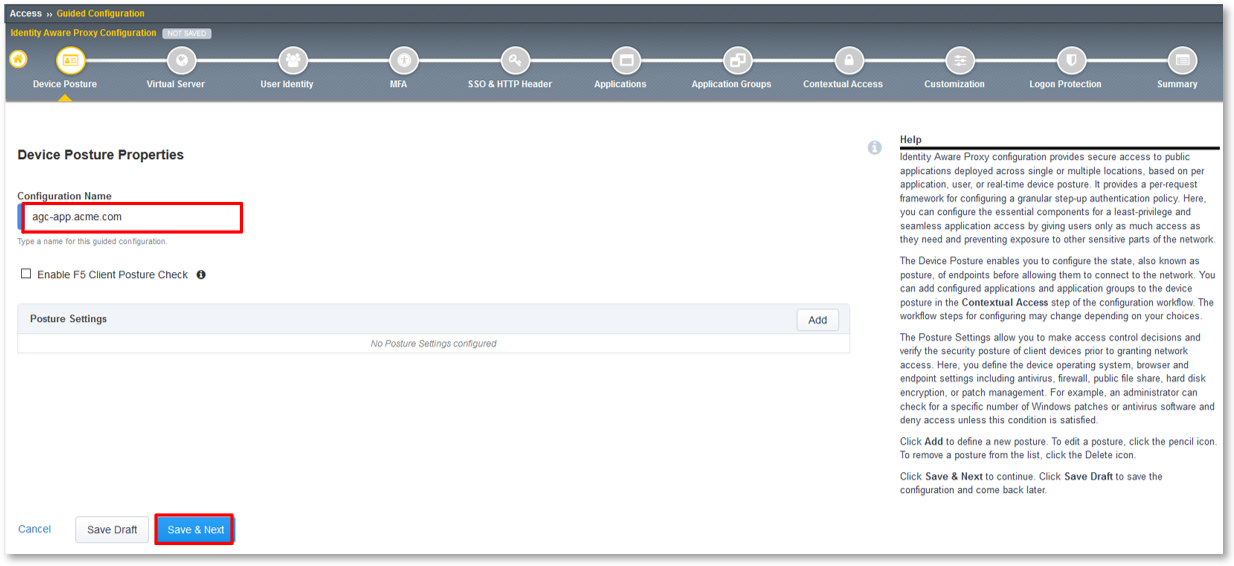 Access » Guided Configuration
Identity Aware Proxy Configuration NOT SAVED
Device Posture
Virtual Server
User Identity
MFA
SSO & HTTP Header
Applications
Application Groups
Contextual Access
Customization
Logon Protection
Summary
Device Posture Properties
Configuration Name
agc-app.acme.com
Type a name for this guided configuration.
Enable F5 Client Posture Check
Posture Settings
Add
No Posture Settings configured
Cancel
Save Draft
Save & Next
Help
Identity Aware Proxy configuration provides secure access to public
applications deployed across single or multiple locations, based on per
application, user, or real-time device posture. It provides a per-request
framework for configuring a granular step-up authentication policy. Here,
you can configure the essential components for a least-privilege and
seamless application access by giving users only as much access as
they need and preventing exposure to other sensitive parts of the network.
The Device Posture enables you to configure the state, also known as
posture, of endpoints before allowing them to connect to the network. You
can add configured applications and application groups to the device
posture in the Contextual Access step of the configuration workflow. The
workflow steps for configuring may change depending on your choices.
The Posture Settings allow you to make access control decisions and
verify the security posture of client devices prior to granting network
access. Here, you define the device operating system, browser and
endpoint settings including antivirus, firewall, public file share, hard disk
encryption, or patch management. For example, an administrator can
check for a specific number of Windows patches or antivirus software and
deny access unless this condition is satisfied.
Click Add to define a new posture. To edit a posture, click the pencil icon.
To remove a posture from the list, click the Delete icon.
Click Save & Next to continue. Click Save Draft to save the
configuration and come back later.